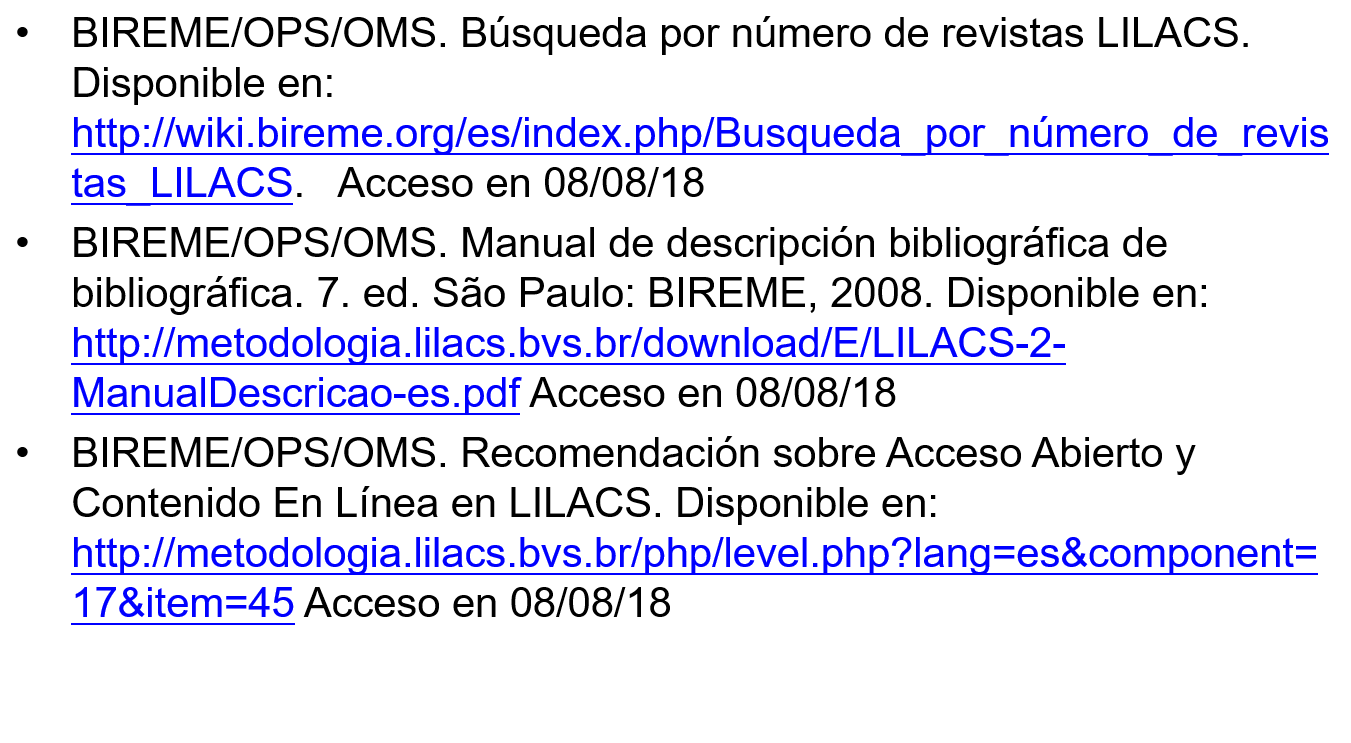 • BIREME/OPS/OMS. Búsqueda por número de revistas LILACS.
Disponible en:
http://wiki.bireme.org/es/index.php/Busqueda_por_número_de_revis
tas_LILACS.   Acceso en 08/08/18
• BIREME/OPS/OMS. Manual de descripción bibliográfica de
bibliográfica. 7. ed. São Paulo: BIREME, 2008. Disponible en:
http://metodologia.lilacs.bvs.br/download/E/LILACS-2-
ManualDescricao-es.pdf Acceso en 08/08/18
• BIREME/OPS/OMS. Recomendación sobre Acceso Abierto y
Contenido En Línea en LILACS. Disponible en:
http://metodologia.lilacs.bvs.br/php/level.php?lang=es&component=
17&item=45 Acceso en 08/08/18